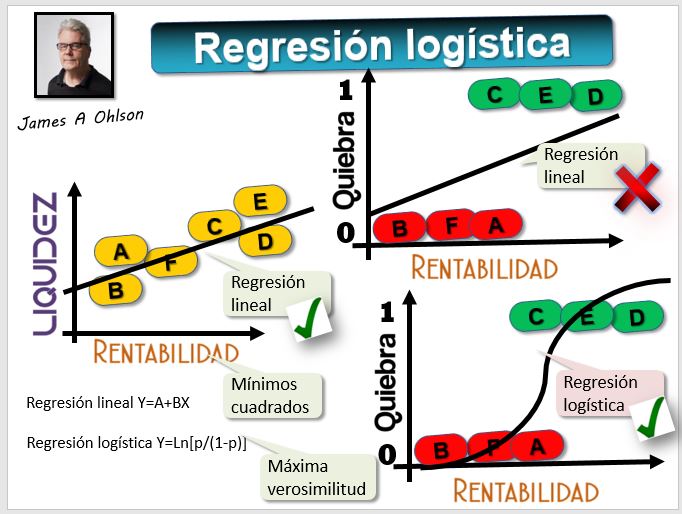 Regresión logística
James A Ohlson
LIQUIDEZ
A
B
F
C
E
D
Regresión
lineal
RENTABILIDAD
Mínimos
cuadrados
Regresión lineal Y=A+BX
Regresión logística Y=Ln[p/(1-p))]
Máxima
verosimilitud
Quiebra
1
0
C E D
B F A
Regresión
lineal
RENTABILIDAD
Quiebra
1
0
C E D
B F A
Regresión
logística
RENTABILIDAD